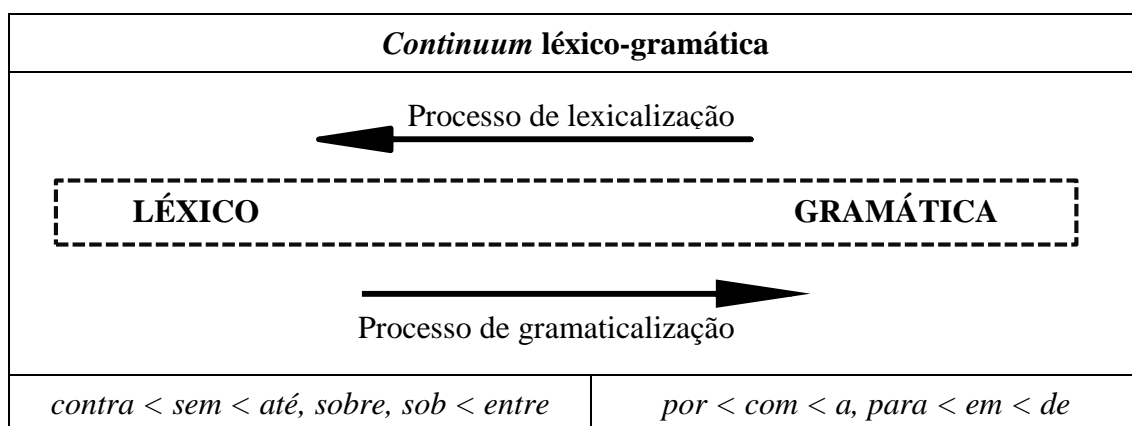 Continuum léxico-gramática
Processo de lexicalização
LÉXICO GRAMÁTICA
Processo de gramaticalização
contra < sem < até, sobre, sob < entre por < com < a, para < em < de